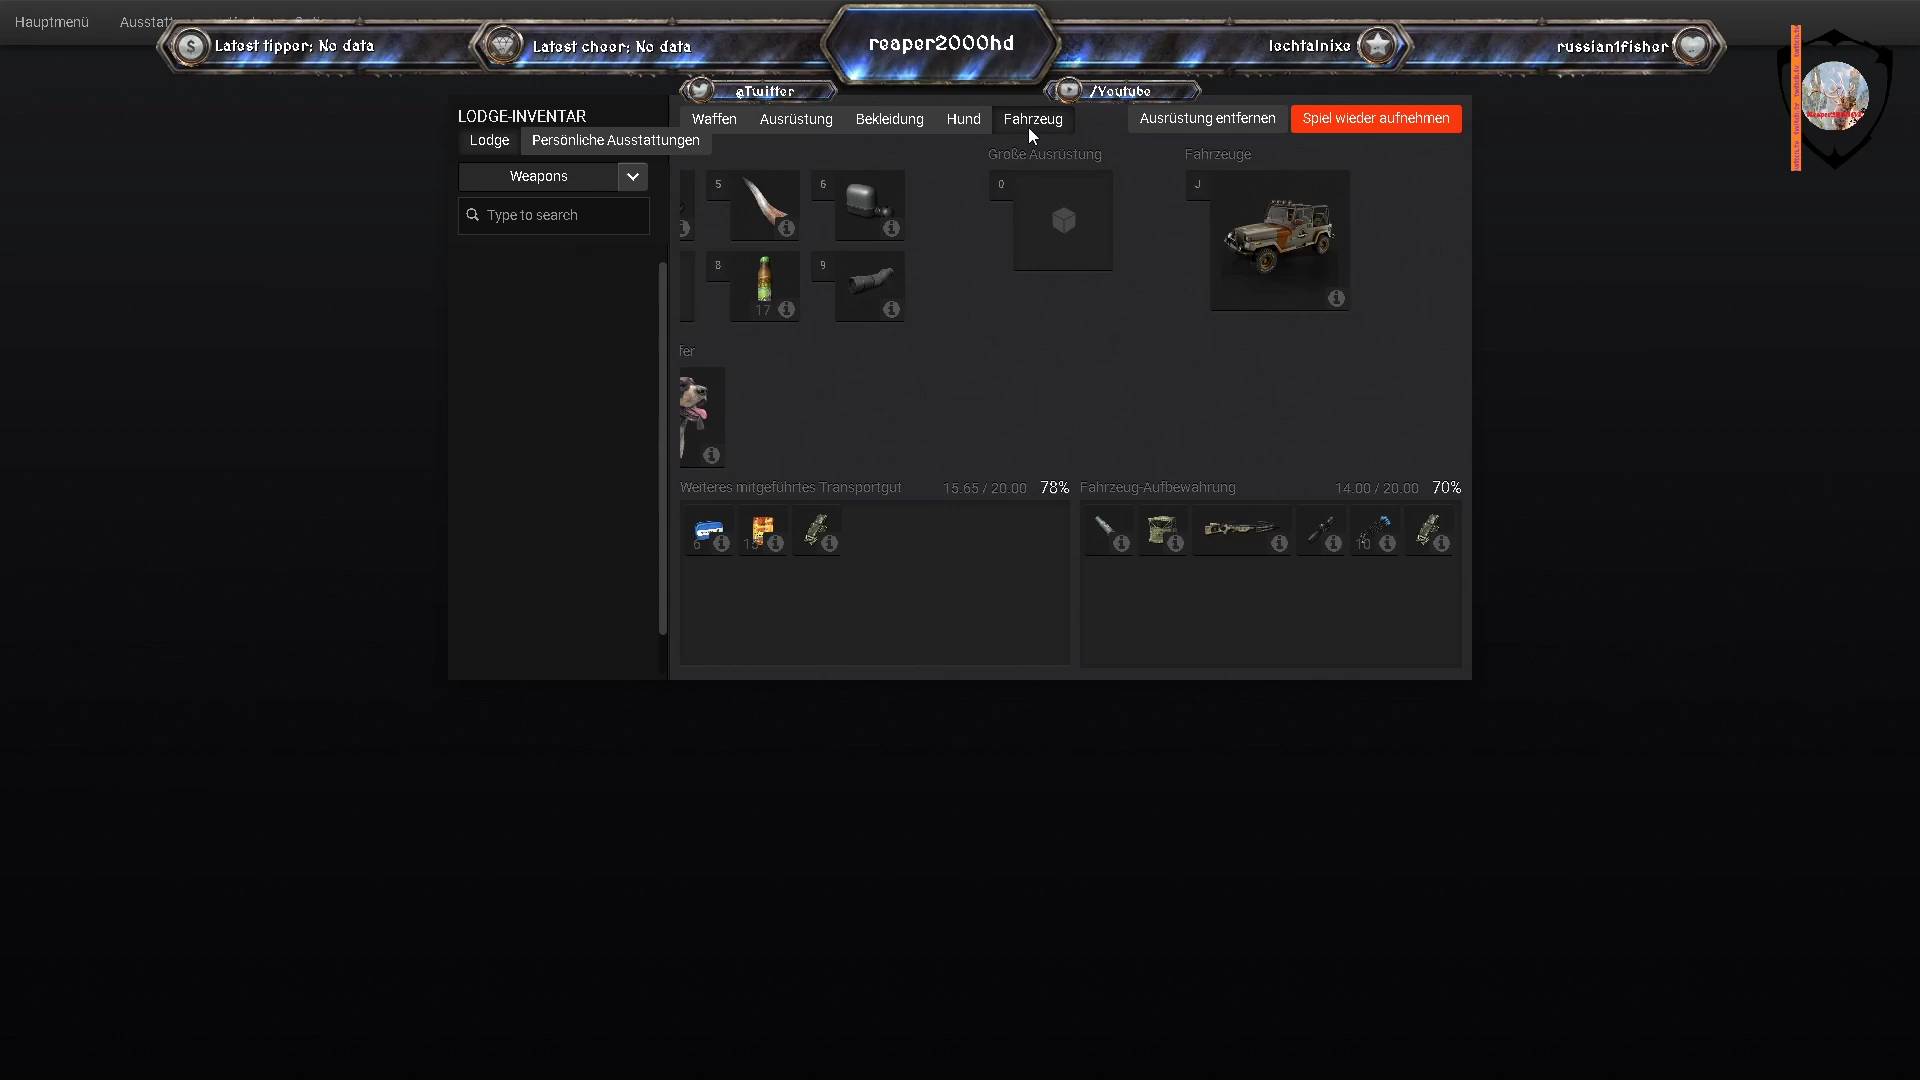 Hauptmenü
Latest tipper: No data
Latest cheer: No data
reaper2000hd
lechtalnixe
russian1fisher
@Twitter
/Youtube
LODGE-INVENTAR
Waffen
Ausrüstung
Bekleidung
Hund
Fahrzeug
Ausrüstung entfernen
Spiel wieder aufnehmen
Lodge
Persönliche Ausstattungen
Große Ausrüstung
Fahrzeuge
Weapons
5
6
0
J
Type to search
8
17
9
fer
Weiteres mitgeführtes Transportgut
15.65 / 20.00
78%
Fahrzeug-Aufbewahrung
14.00 / 20.00
70%
6
10